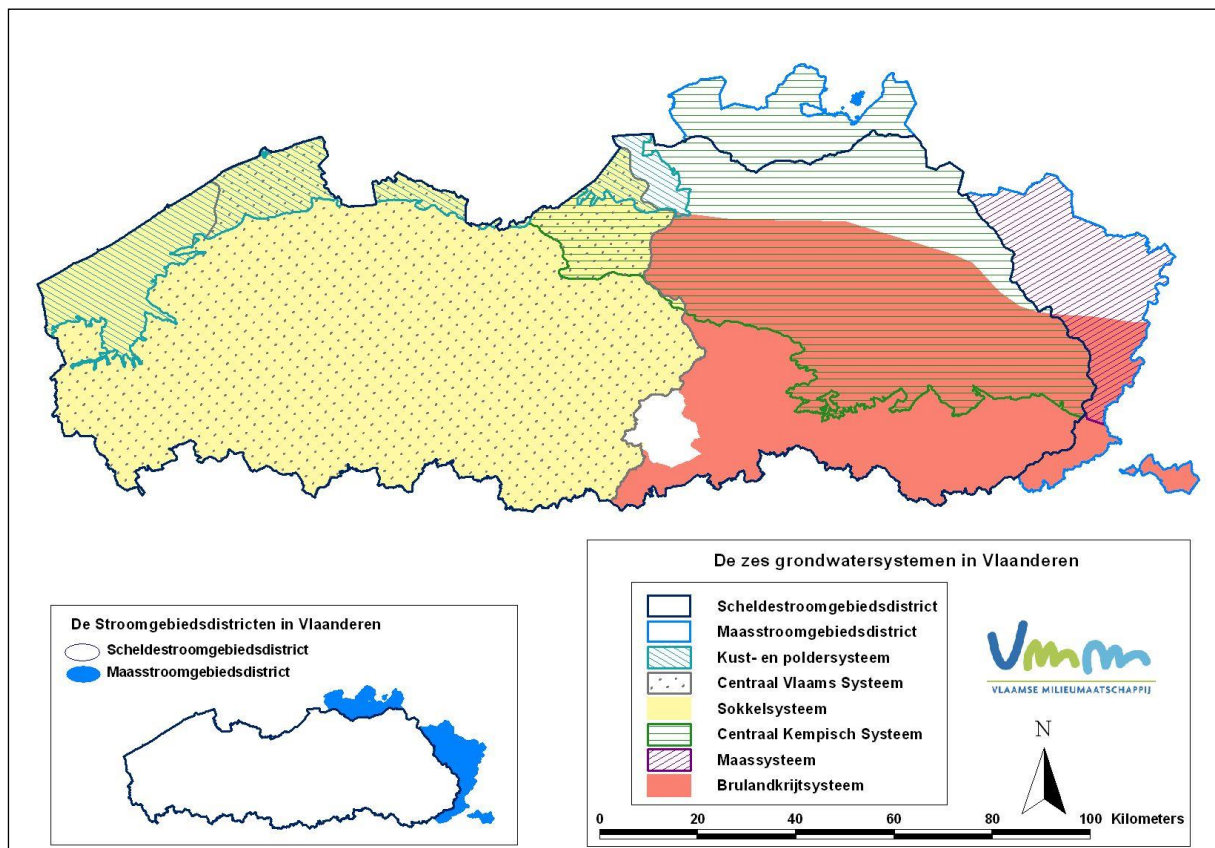 De zes grondwatersystemen in Vlaanderen
Scheldestroomgebiedsdistrict
Maasstroomgebiedsdistrict
Kust- en poldersysteem
Centraal Vlaams Systeem
Sokkelsysteem
Centraal Kempisch Systeem
Maassysteem
Brulandkrijtsysteem
Vmm
VLAAMSE MILIEUMAATSCHAPPIJ
N
0 20 40 60 80 100 Kilometers
De Stroomgebiedsdistricten in Vlaanderen
Scheldestroomgebiedsdistrict
Maasstroomgebiedsdistrict